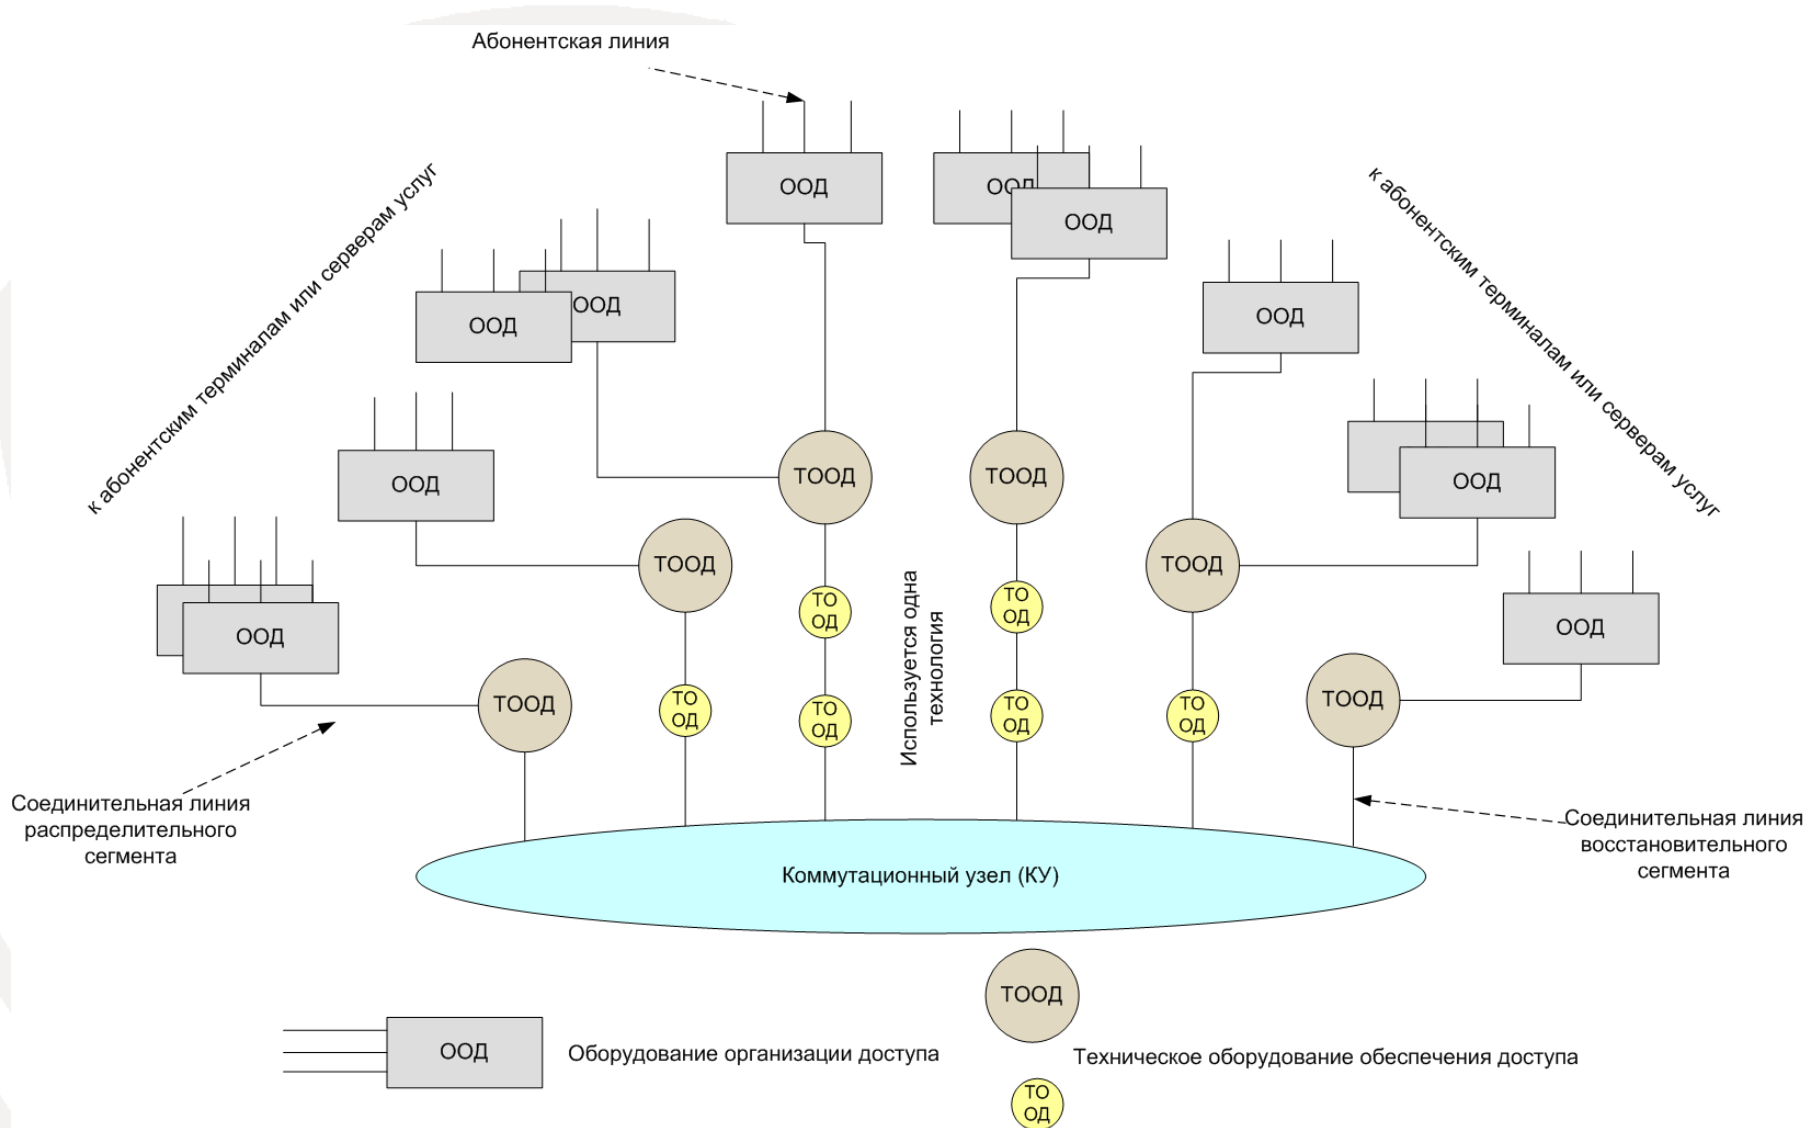 Абонентская линия
ООД
ООД
ООД
к абонентским терминалам или серверам услуг
к абонентским терминалам или серверам услуг
ООД
ООД
ООД
ООД
ООД
ООД
ТООД
ТООД
ТООД
ТООД
ООД
ТО
ОД
ТО
ОД
Используется одна
технология
ООД
ТООД
ТООД
ТО
ОД
ТО
ОД
ТО
ОД
ТО
ОД
Соединительная линия
распределительного
сегмента
Соединительная линия
восстановительного
сегмента
Коммутационный узел (КУ)
ТООД
ООД
Оборудование организации доступа
Техническое оборудование обеспечения доступа
ТО
ОД